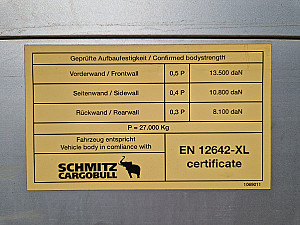 Geprüfte Aufbaufestigkeit / Confirmed bodystrength
Vorderwand / Frontwall 0,5 P 13.500 daN
Seitenwand / Sidewall 0,4 P 10.800 daN
Rückwand / Rearwall 0,3 P 8.100 daN
P = 27.000 Kg
Fahrzeug entspricht
Vehicle body in comliance with
EN 12642-XL
certificate
SCHMITZ
CARGOBULL
1069011